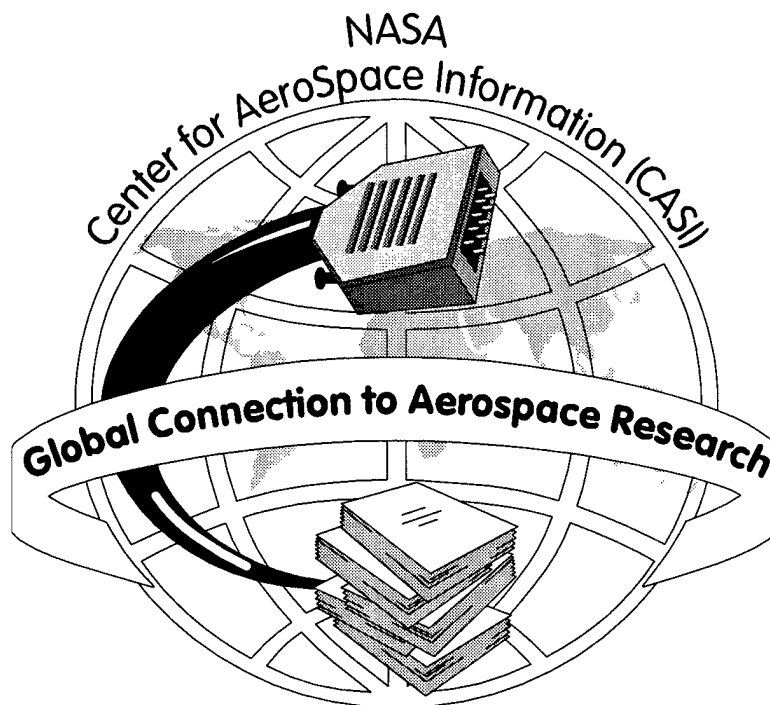 NASA
Center for AeroSpace Information (CASI)
Global Connection to Aerospace Research